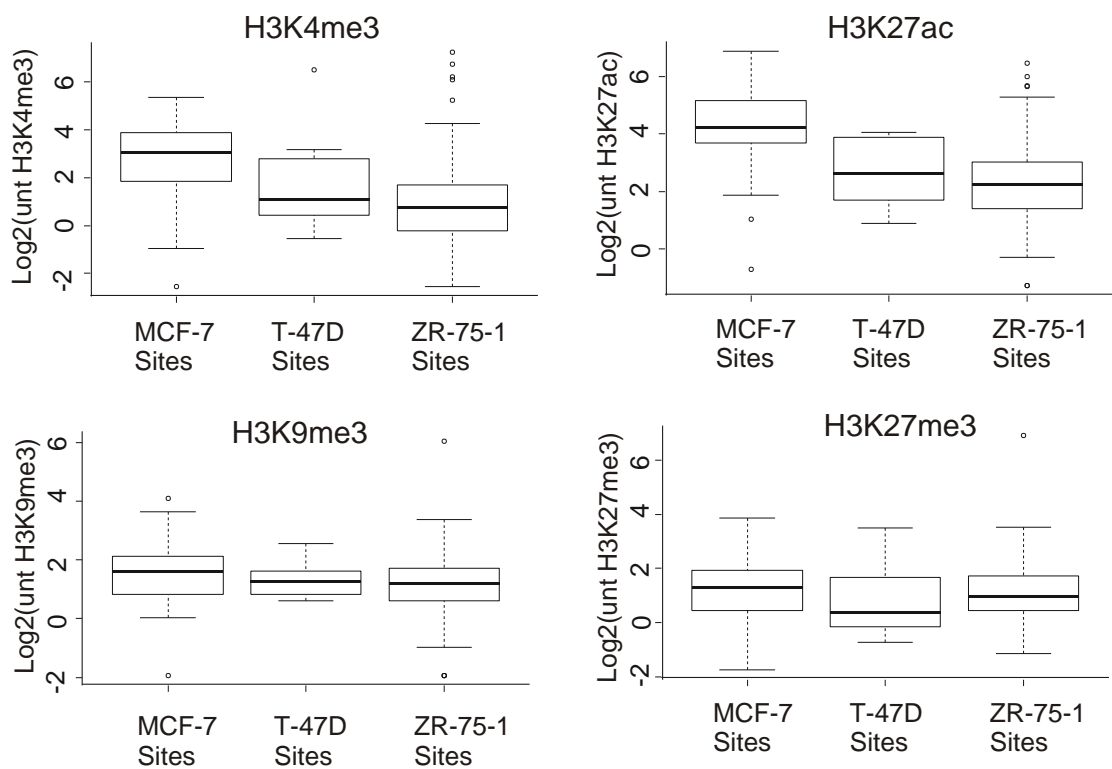 H3K4me3
Log2(unt H3K4me3)
6
4
2
0
-2
MCF-7 T-47D ZR-75-1
Sites Sites Sites
H3K27ac
Log2(unt H3K27ac)
6
4
2
0
MCF-7 T-47D ZR-75-1
Sites Sites Sites
H3K9me3
Log2(unt H3K9me3)
6
4
2
0
-2
MCF-7 T-47D ZR-75-1
Sites Sites Sites
H3K27me3
Log2(unt H3K27me3)
6
4
2
0
-2
MCF-7 T-47D ZR-75-1
Sites Sites Sites